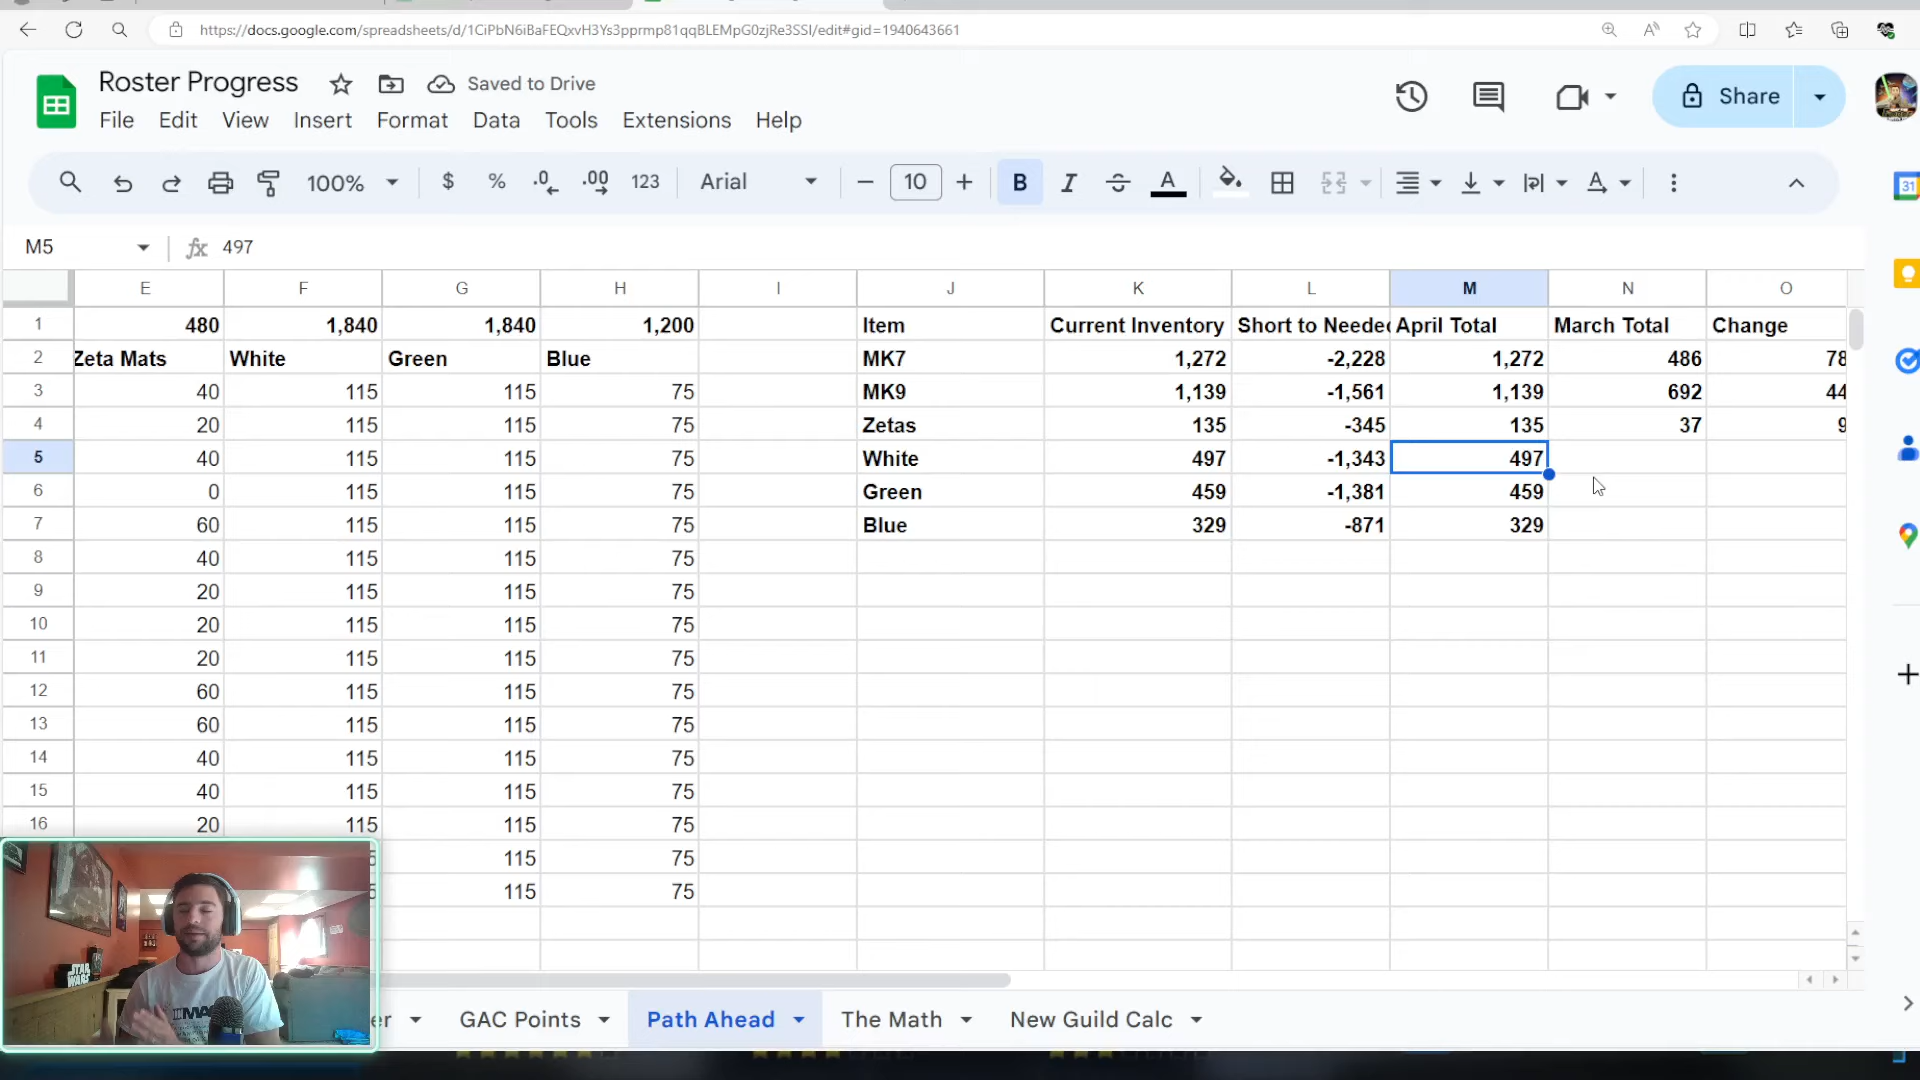 https://docs.google.com/spreadsheets/d/1CiPbN6iBaFEQxvH3Ys3pprmp81qqBLEMpG0zjRe3SSI/edit#gid=1940643661
Roster Progress Saved to Drive
Share
File Edit View Insert Format Data Tools Extensions Help
100% $ % .0 .00 123 Arial 10 B I S A
31
M5 fx 497
E F G H I J K L M N O
1 480 1,840 1,840 1,200 Item Current Inventory Short to Needed April Total March Total Change
2 Zeta Mats White Green Blue MK7 1,272 -2,228 1,272 486 78
3 40 115 115 75 MK9 1,139 -1,561 1,139 692 44
4 20 115 115 75 Zetas 135 -345 135 37 9
5 40 115 115 75 White 497 -1,343 497
6 0 115 115 75 Green 459 -1,381 459
7 60 115 115 75 Blue 329 -871 329
8 40 115 115 75
9 20 115 115 75
10 20 115 115 75
11 20 115 115 75
12 60 115 115 75
13 60 115 115 75
14 40 115 115 75
15 40 115 115 75
16 20 115 115 75
5 115 75
5 115 75
STAR WARS
er GAC Points Path Ahead The Math New Guild Calc